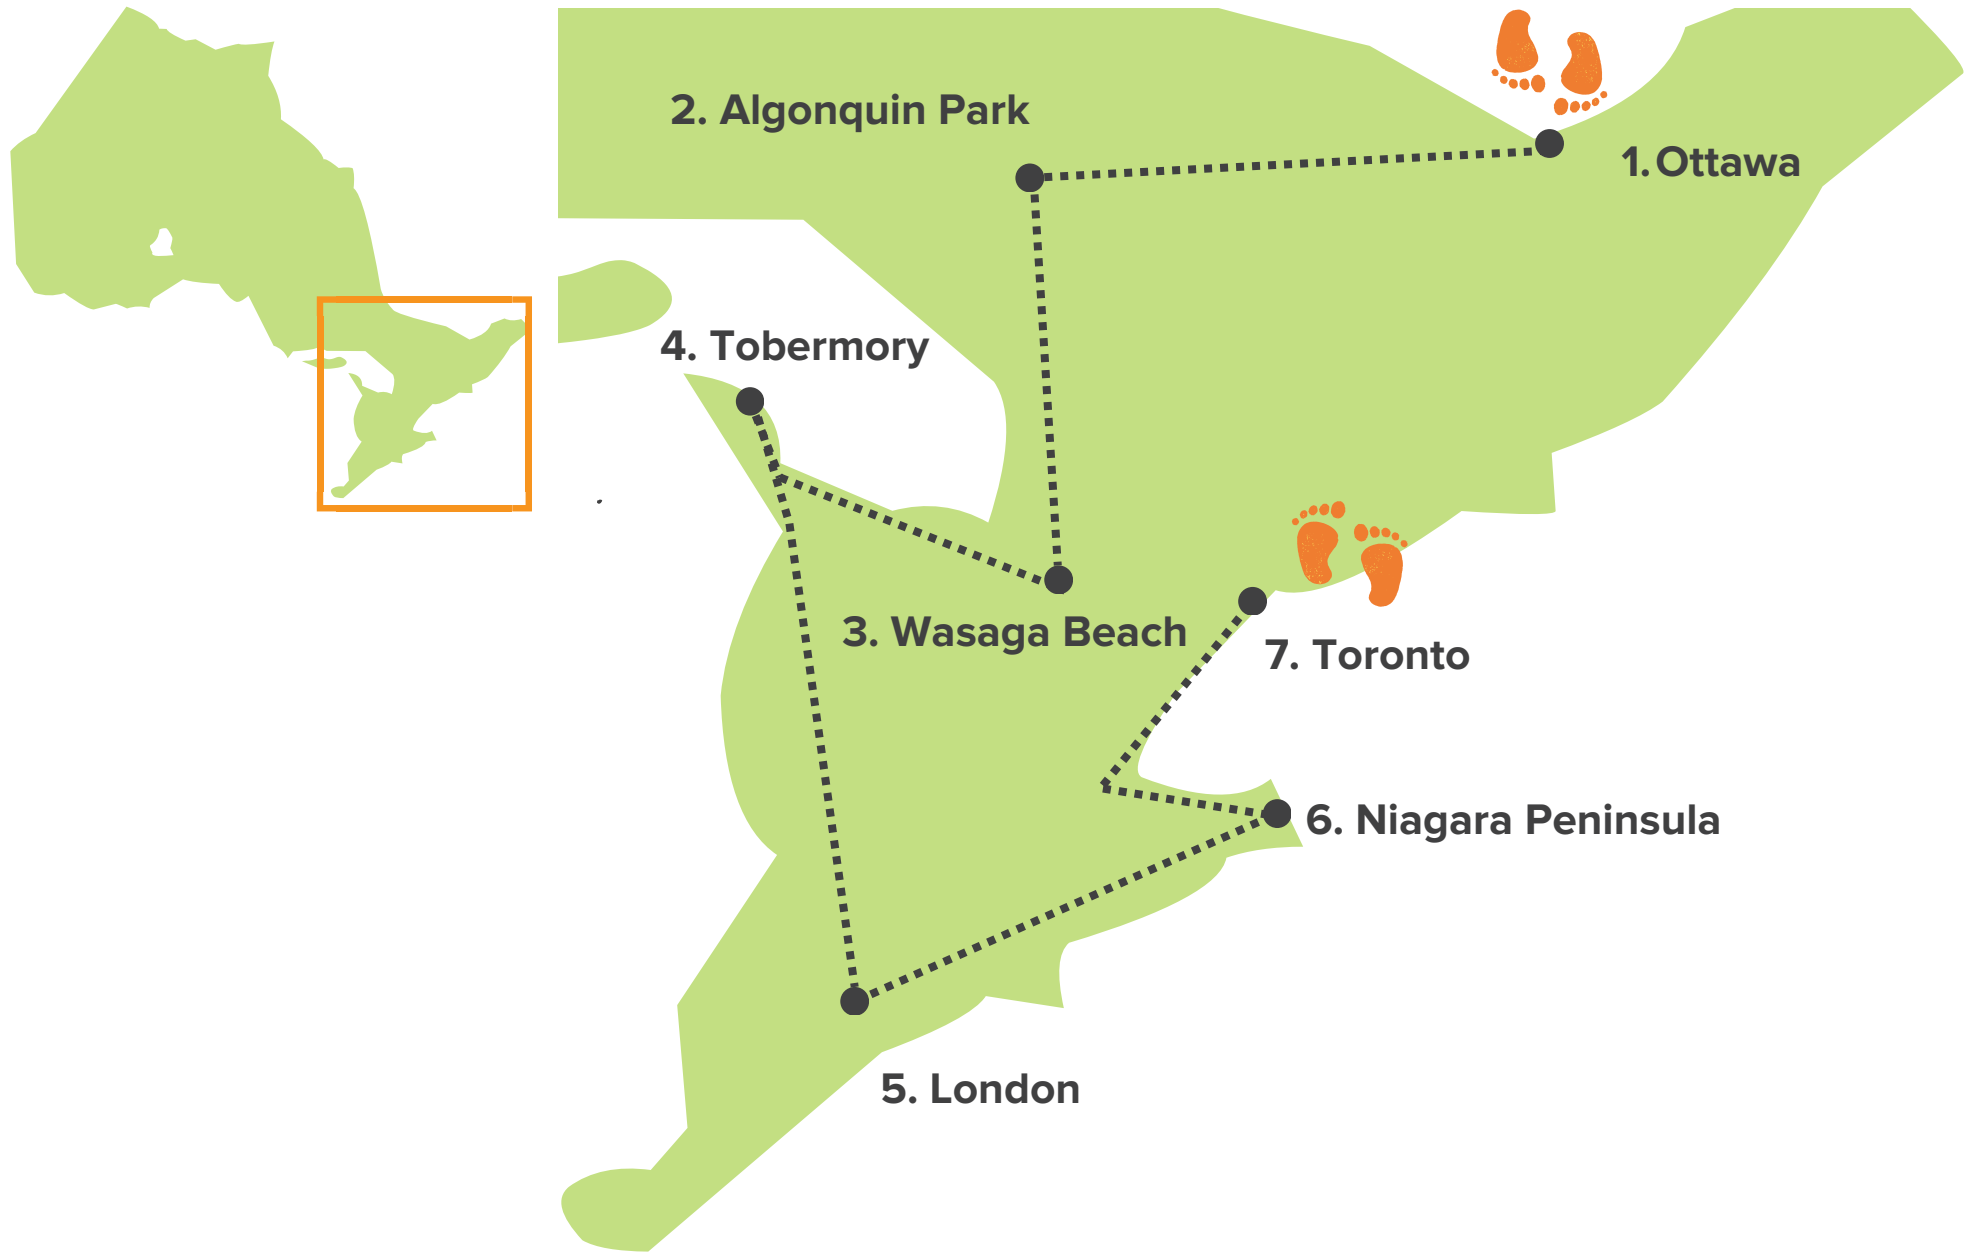 2. Algonquin Park
1. Ottawa
4. Tobermory
3. Wasaga Beach
7. Toronto
6. Niagara Peninsula
5. London